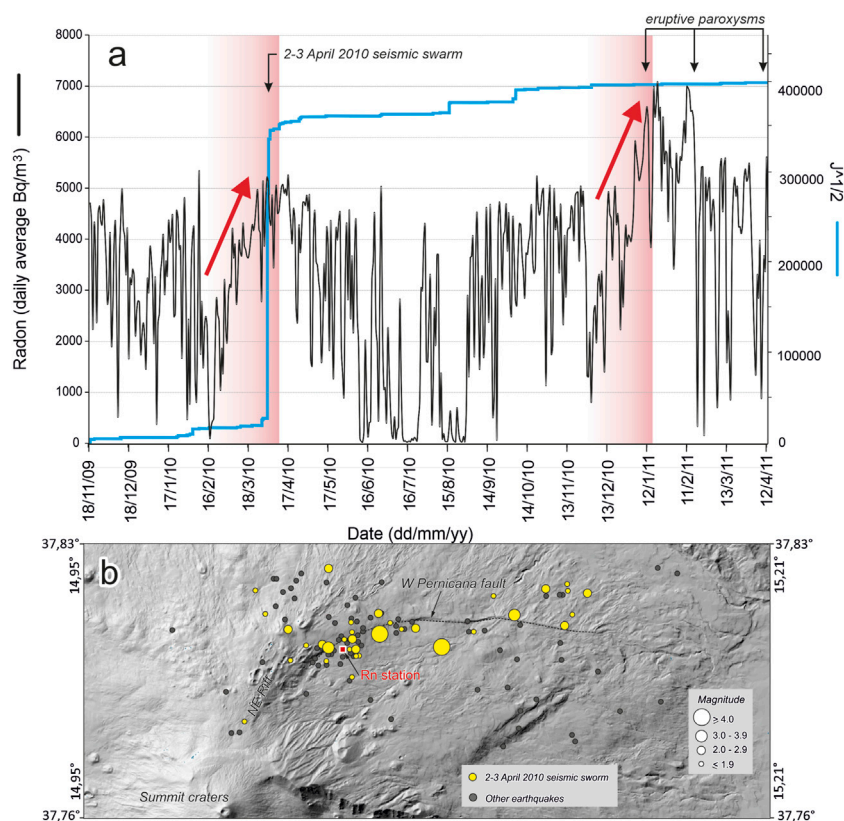 eruptive paroxysms
a
2-3 April 2010 seismic swarm
Radon (daily average Bq/m³)
8000
7000
6000
5000
4000
3000
2000
1000
0
J^1/2
400000
300000
200000
100000
0
18/11/09
18/12/09
17/11/10
16/2/10
18/3/10
17/4/10
17/5/10
16/6/10
16/7/10
15/8/10
14/9/10
14/10/10
13/11/10
13/12/10
12/1/11
11/2/11
13/3/11
12/4/11
Date (dd/mm/yy)
37,83
37,83
14,95°
15,21°
b
W Pernicana fault
NE Rift
Rn station
Summit craters
2-3 April 2010 seismic sworm
Other earthquakes
Magnitude
≥ 4.0
3.0 - 3.9
2.0 - 2.9
≤ 1.9
14,95°
15,21°
37,76°
37,76°